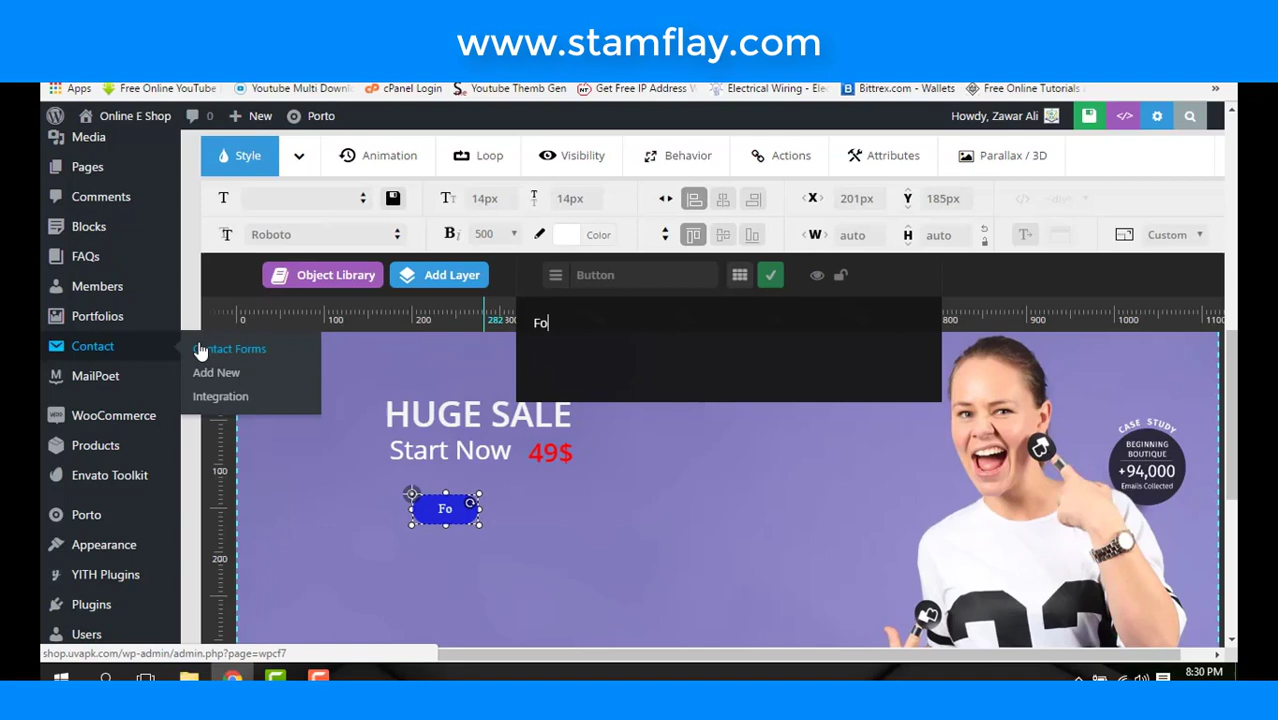 www.stamflay.com
Apps Free Online YouTube Youtube Multi Downl cPanel Login Youtube Themb Gen Get Free IP Address Electrical Wiring - Ele Bittrex.com - Wallets Free Online Tutorials »
Online E Shop 0 New Porto Howdy, Zawar Ali </>
Media
Pages
Comments
Blocks
FAQs
Members
Portfolios
Contact
MailPoet
WooCommerce
Products
Envato Toolkit
Porto
Appearance
YITH Plugins
Plugins
Users
Contact Forms
Add New
Integration
Style Animation Loop Visibility Behavior Actions Attributes Parallax / 3D
14px 14px X 201px Y 185px
Roboto 500 Color W auto H auto Custom
Object Library Add Layer Button
0 100 200 282 300 800 900 1000 1100
Fo
100
200
HUGE SALE
Start Now 49$
Fo
CASE STUDY
BEGINNING
BOUTIQUE
+94,000
Emails Collected
shop.uvapk.com/wp-admin/admin.php?page=wpcf7
8:30 PM